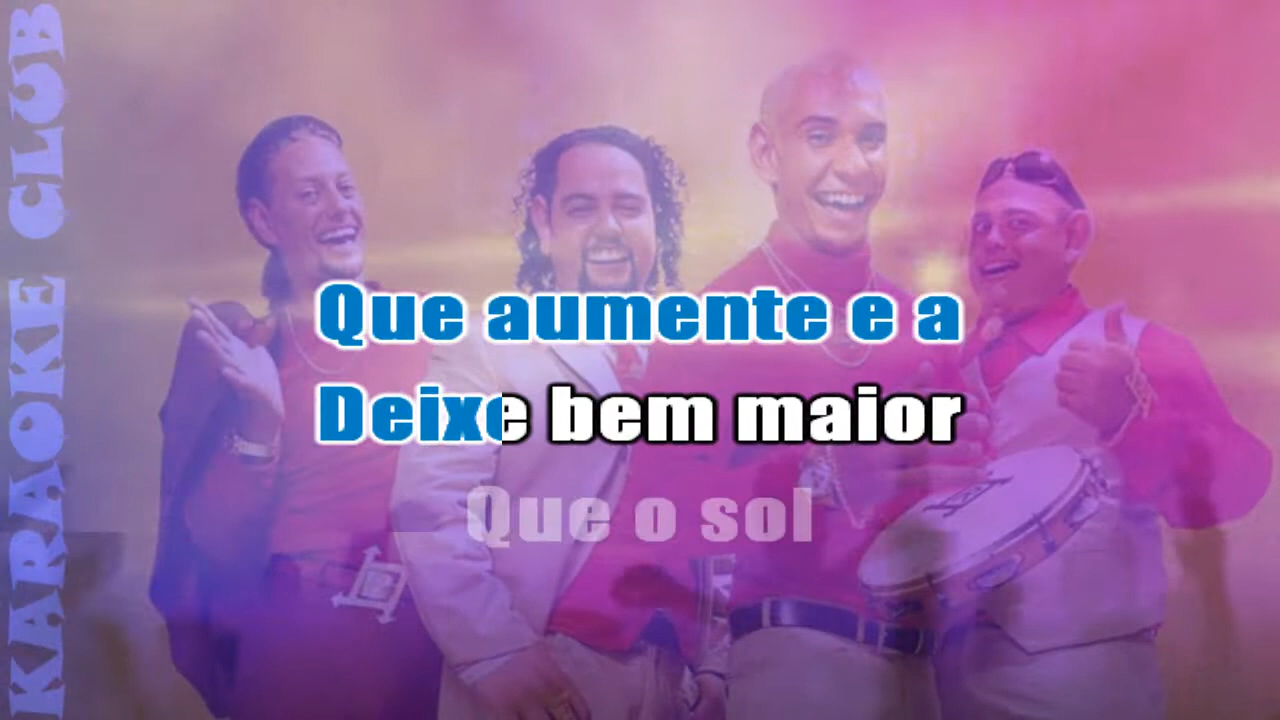 KARAOKE CLUB
Que aumente e a
Deixe bem maior
Que o sol